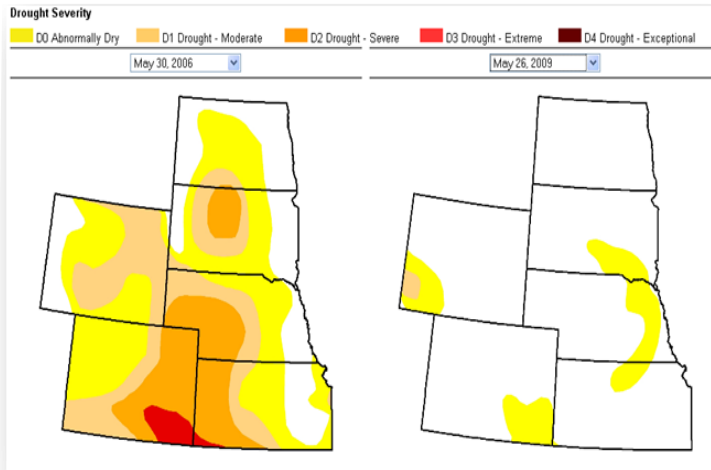 Drought Severity
D0 Abnormally Dry D1 Drought - Moderate D2 Drought - Severe D3 Drought - Extreme D4 Drought - Exceptional
May 30, 2006 May 26, 2009